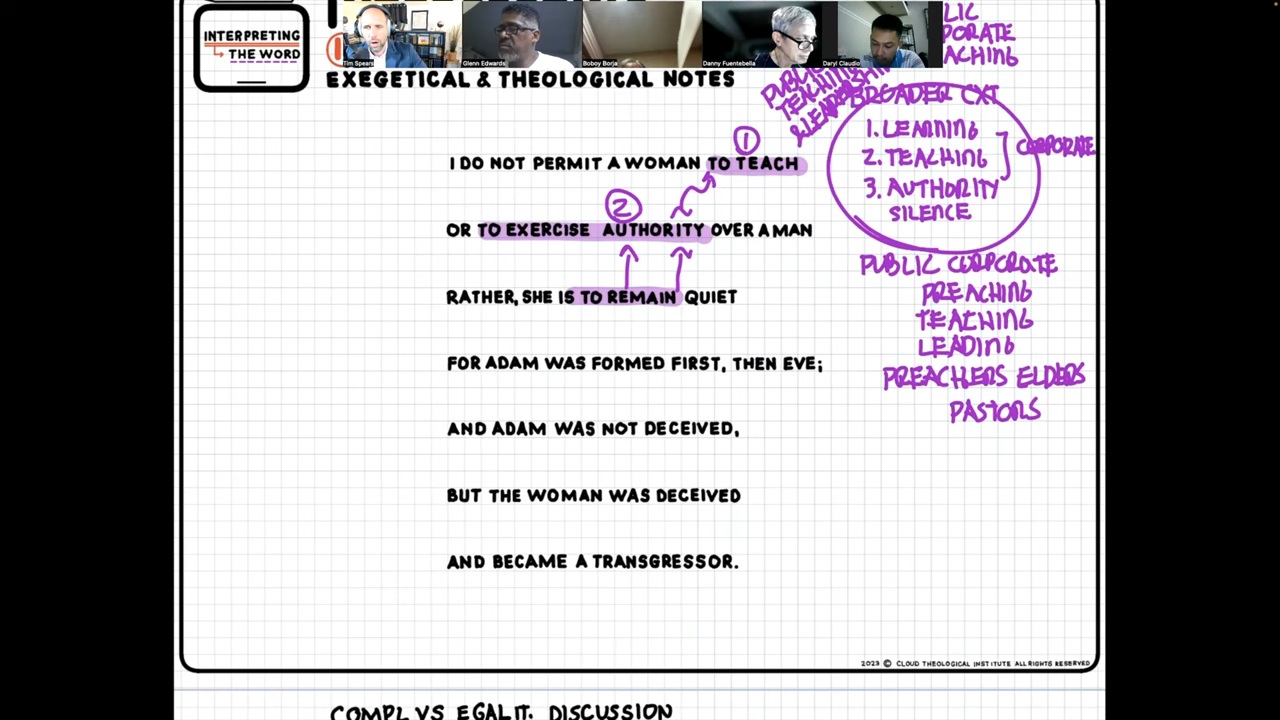 INTERPRETING
THE WORD
Tim Spears
Glenn Edwards
Boboy Borja
Danny Fuentebella
Daryl Claudio
EXEGETICAL & THEOLOGICAL NOTES
PUBLIC
TEACHING
BROADER CXT
1. LEARNING
2. TEACHING
3. AUTHORITY
SILENCE
CORPORATE
1
I DO NOT PERMIT A WOMAN TO TEACH
2
OR TO EXERCISE AUTHORITY OVER A MAN
RATHER, SHE IS TO REMAIN QUIET
FOR ADAM WAS FORMED FIRST, THEN EVE;
AND ADAM WAS NOT DECEIVED,
BUT THE WOMAN WAS DECEIVED
AND BECAME A TRANSGRESSOR.
PUBLIC CORPORATE
PREACHING
TEACHING
LEADING
PREACHERS ELDERS
PASTORS
2023 © CLOUD THEOLOGICAL INSTITUTE ALL RIGHTS RESERVED
COMPL VS EGALIT. DISCUSSION